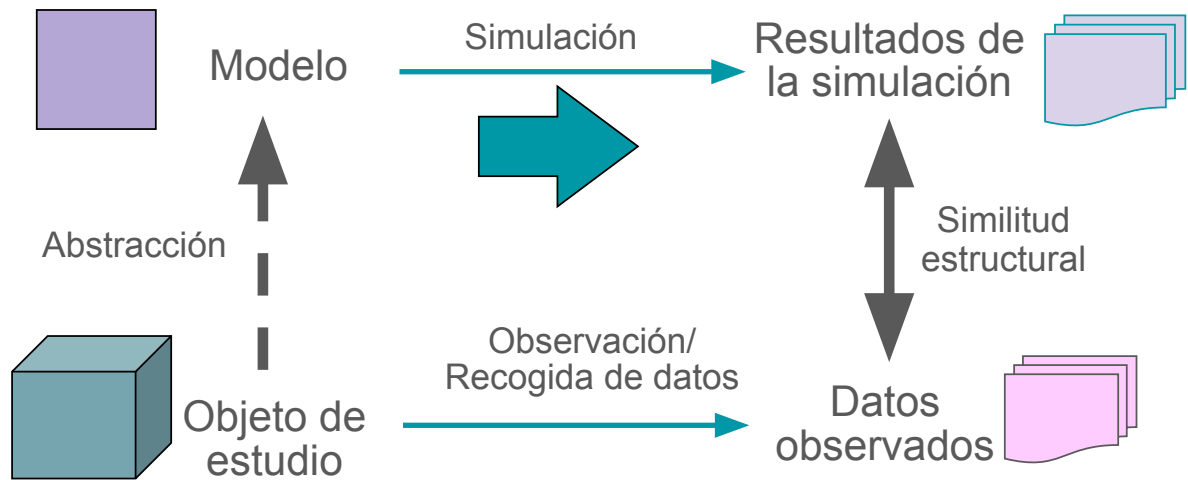 Modelo
Simulación
Resultados de
la simulación
Abstracción
Similitud
estructural
Objeto de
estudio
Observación/
Recogida de datos
Datos
observados